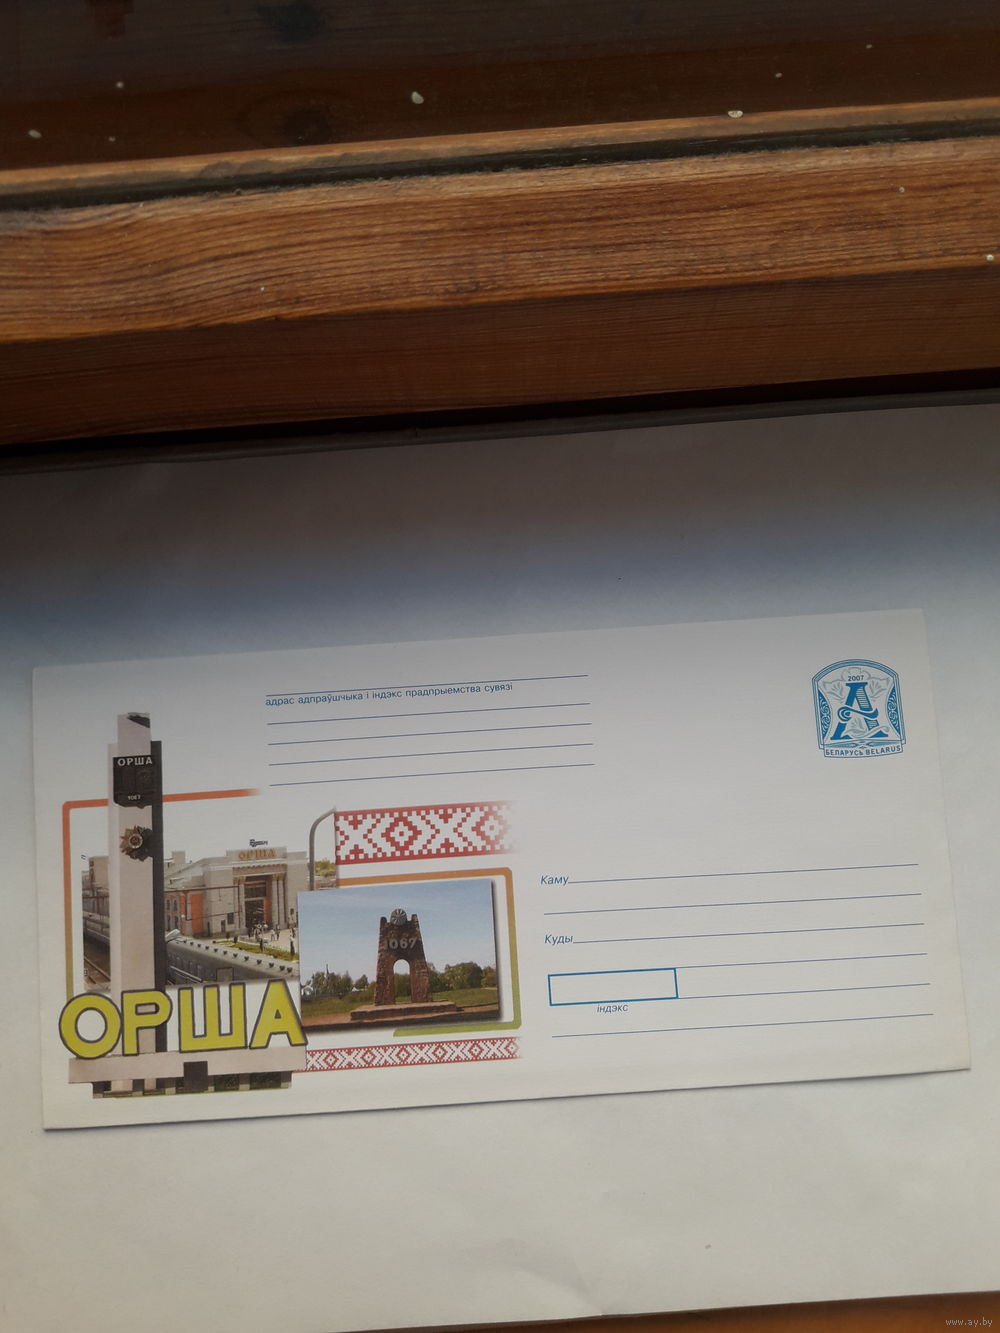 адрас адпраўшчыка і індэкс прадпрыемства сувязі
2007
А
БЕЛАРУСЬ BELARUS
ОРША
1067
ОРША
1067
Каму
Куды
ОРША
індэкс
www.ay.by